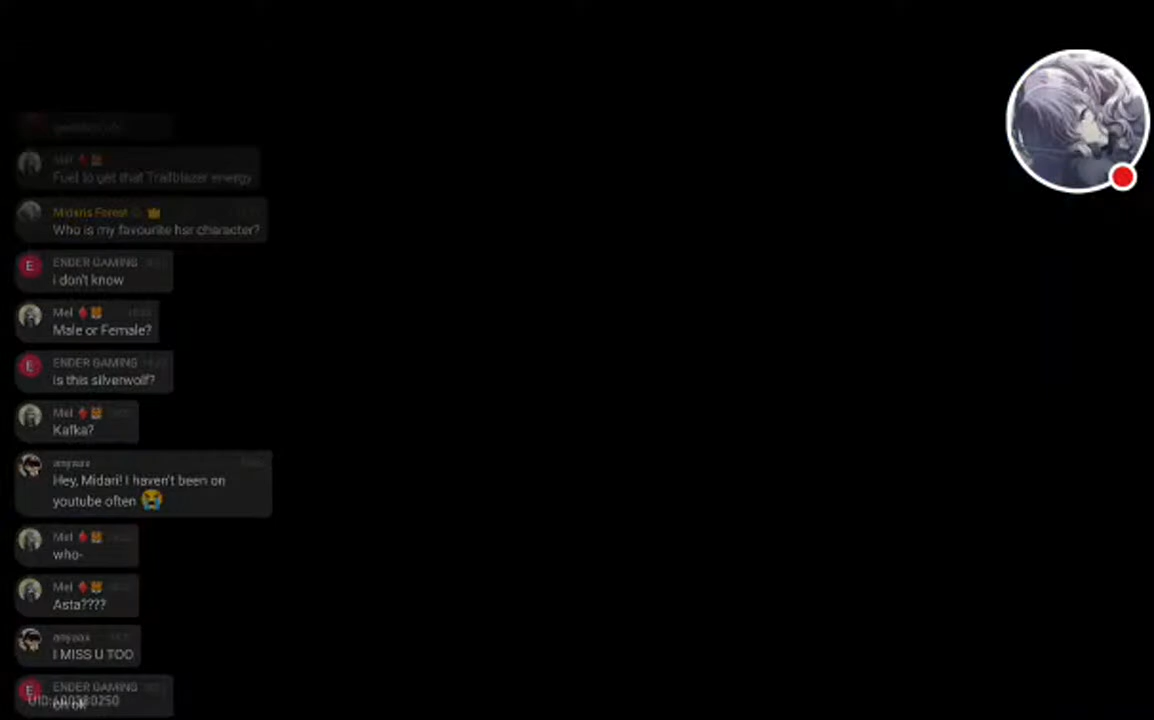 Mel
Fuel to get that Trailblazer energy
Midaris Forest
Who is my favourite hsr character?
E
ENDER GAMING
i don't know
Mel
Male or Female?
E
ENDER GAMING
is this silverwolf?
Mel
Kafka?
Hey, Midari! I haven't been on
youtube often 😭
Mel
who-
Mel
Asta????
I MISS U TOO
E
ENDER GAMING
oh ok